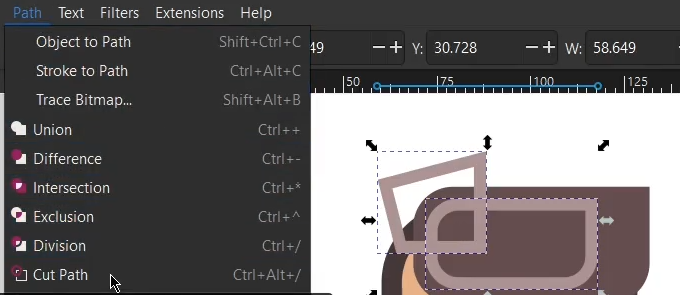 Path Text Filters Extensions Help
Object to Path Shift+Ctrl+C 49 Y: 30.728 W: 58.649
Stroke to Path Ctrl+Alt+C 50 75 100 125
Trace Bitmap... Shift+Alt+B
Union Ctrl++
Difference Ctrl+-
Intersection Ctrl+*
Exclusion Ctrl+^
Division Ctrl+/
Cut Path Ctrl+Alt+/